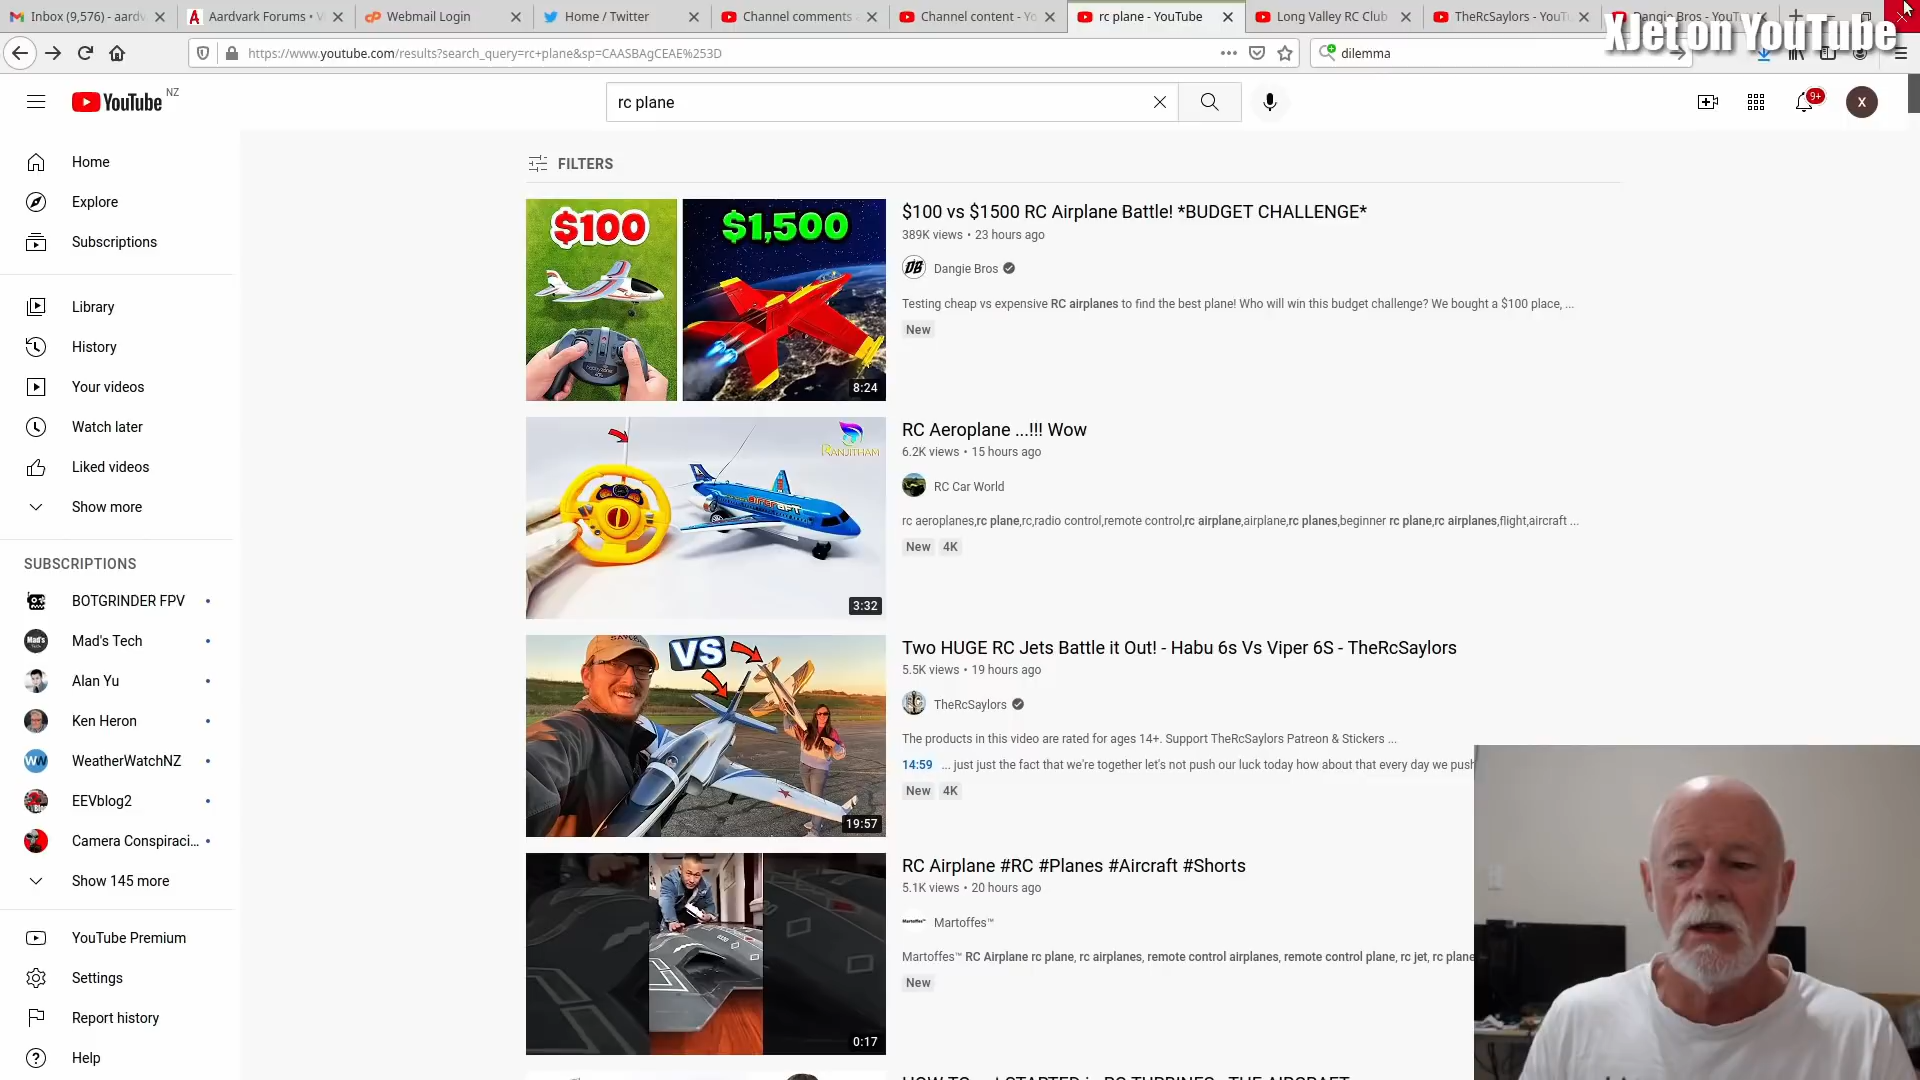 Inbox (9,576) - aardv
Aardvark Forums • V
Webmail Login
Home / Twitter
Channel comments
Channel content - Yo
rc plane - YouTube
Long Valley RC Club
TheRcSaylors - YouTu
Dangie Bros - YouTu
XJet on YouTube
https://www.youtube.com/results?search_query=rc+plane&sp=CAASBAgCEAE%253D
dilemma
YouTube NZ
rc plane
9+
X
Home
Explore
Subscriptions
Library
History
Your videos
Watch later
Liked videos
Show more
SUBSCRIPTIONS
BOTGRINDER FPV
Mad's Tech
Alan Yu
Ken Heron
WeatherWatchNZ
EEVblog2
Camera Conspiraci...
Show 145 more
YouTube Premium
Settings
Report history
Help
FILTERS
$100
$1,500
8:24
$100 vs $1500 RC Airplane Battle! *BUDGET CHALLENGE*
389K views • 23 hours ago
DB
Dangie Bros
Testing cheap vs expensive RC airplanes to find the best plane! Who will win this budget challenge? We bought a $100 place, ...
New
RANJITHAM
3:32
RC Aeroplane ...!!! Wow
6.2K views • 15 hours ago
RC Car World
rc aeroplanes,rc plane,rc,radio control,remote control,rc airplane,airplane,rc planes,beginner rc plane,rc airplanes,flight,aircraft ...
New 4K
VS
19:57
Two HUGE RC Jets Battle it Out! - Habu 6s Vs Viper 6S - TheRcSaylors
5.5K views • 19 hours ago
TheRcSaylors
The products in this video are rated for ages 14+. Support TheRcSaylors Patreon & Stickers ...
14:59 ... just just the fact that we're together let's not push our luck today how about that every day we push
New 4K
0:17
RC Airplane #RC #Planes #Aircraft #Shorts
5.1K views • 20 hours ago
Martoffes™
Martoffes™ RC Airplane rc plane, rc airplanes, remote control airplanes, remote control plane, rc jet, rc plane
New